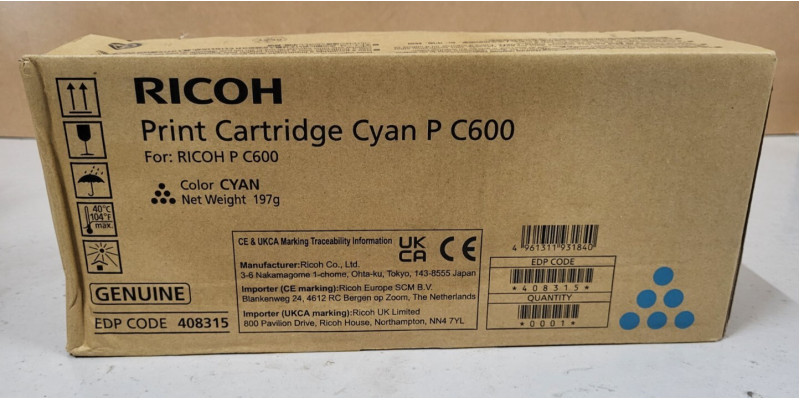 RICOH
Print Cartridge Cyan P C600
For: RICOH P C600
Color CYAN
Net Weight 197g
40°C
104°F
max.
CE & UKCA Marking Traceability Information
UK
CA
CE
Manufacturer:Ricoh Co., Ltd.
3-6 Nakamagome 1-chome, Ohta-ku, Tokyo, 143-8555 Japan
Importer (CE marking):Ricoh Europe SCM B.V.
Blankenweg 24, 4612 RC Bergen op Zoom, The Netherlands
Importer (UKCA marking):Ricoh UK Limited
800 Pavilion Drive, Ricoh House, Northampton, NN4 7YL
4 961311 931840
EDP CODE
*408315*
QUANTITY
*0001*
GENUINE
EDP CODE 408315